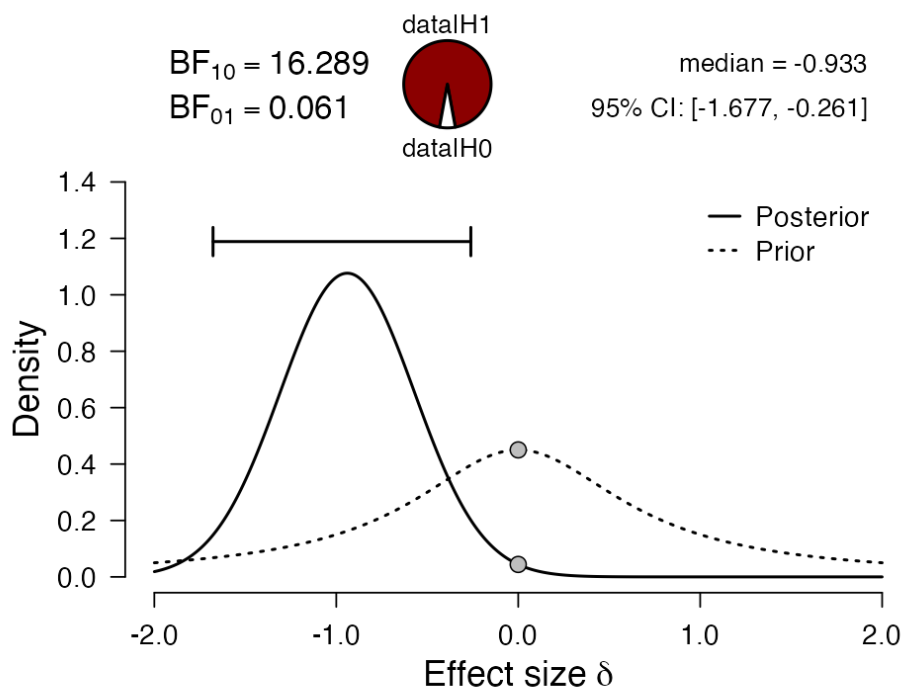 data|H1
BF₁₀ = 16.289
median = -0.933
BF₀₁ = 0.061
95% CI: [-1.677, -0.261]
data|H0
1.4
1.2
1.0
0.8
0.6
0.4
0.2
0.0
Density
Posterior
Prior
-2.0 -1.0 0.0 1.0 2.0
Effect size δ